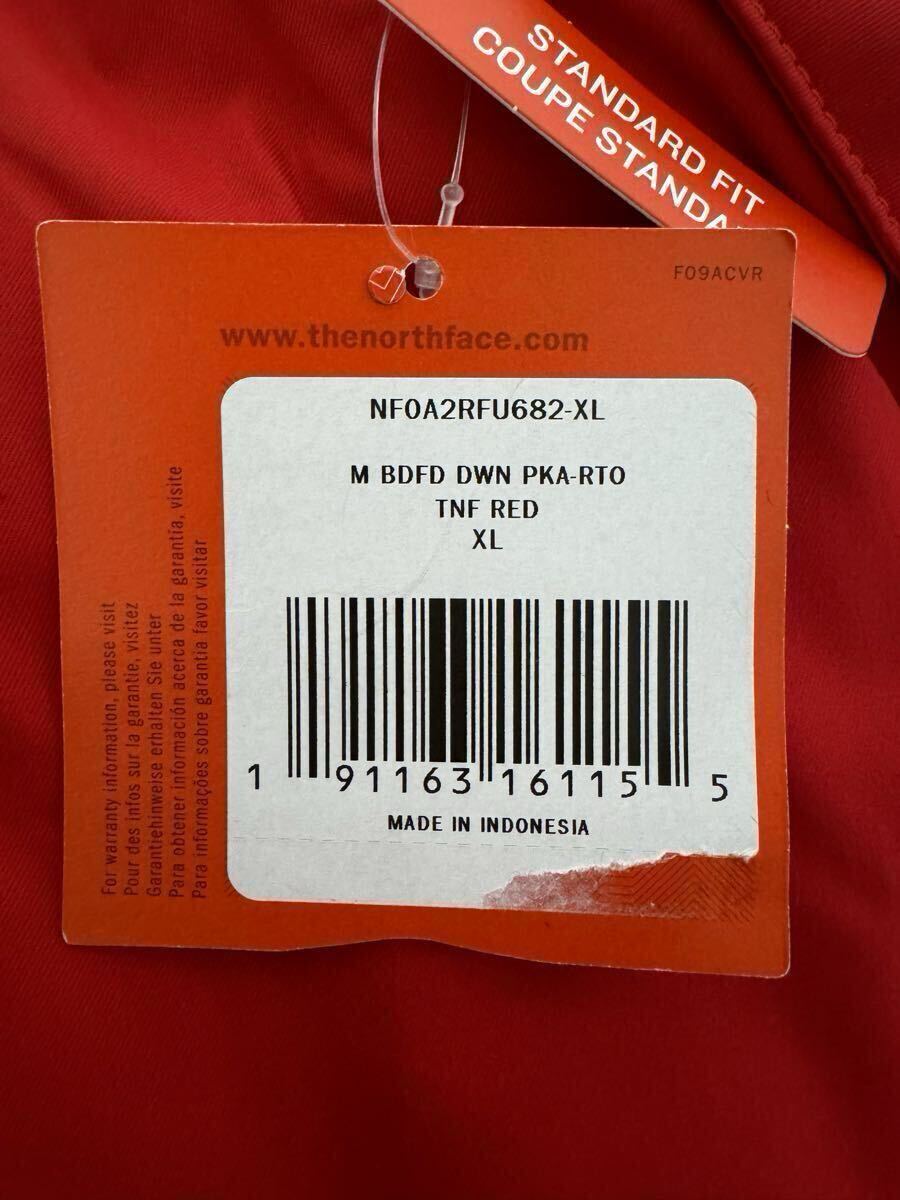 STANDARD FIT
COUPE STANDA
F09ACVR
www.thenorthface.com
NF0A2RFU682-XL
M BDFD DWN PKA-RTO
TNF RED
XL
1 91163 16115 5
MADE IN INDONESIA
For warranty information, please visit
Pour des infos sur la garantie, visitez
Garantiehinweise erhalten Sie unter
Para obtener información acerca de la garantia, visite
Para informações sobre garantia favor visitar